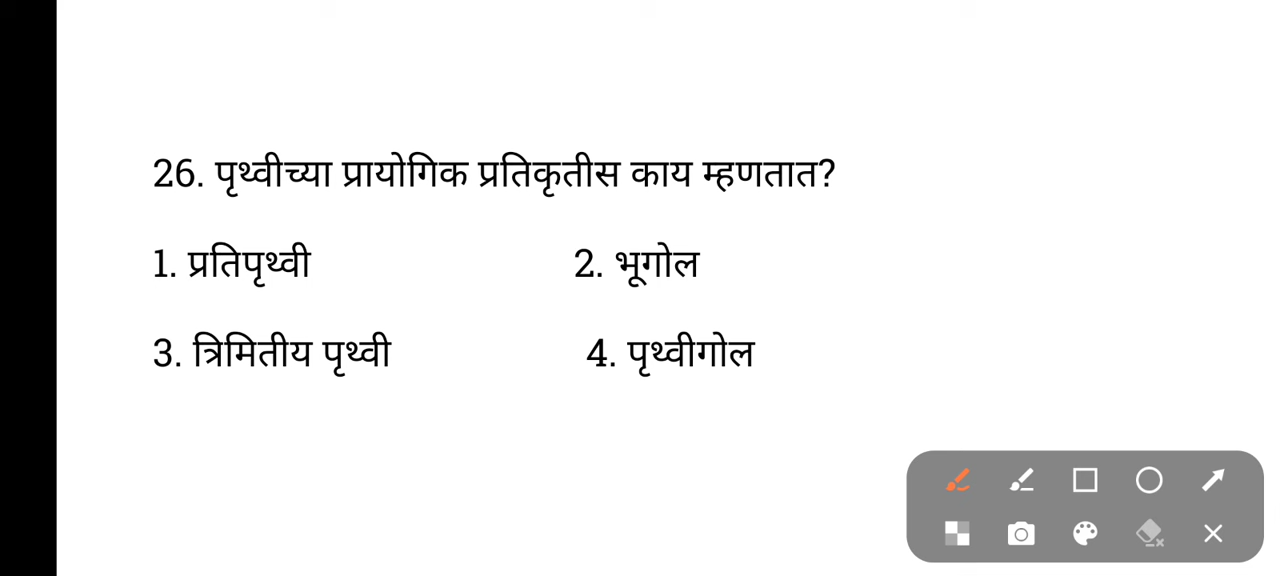 26. पृथ्वीच्या प्रायोगिक प्रतिकृतीस काय म्हणतात?
1. प्रतिपृथ्वी 2. भूगोल
3. त्रिमितीय पृथ्वी 4. पृथ्वीगोल